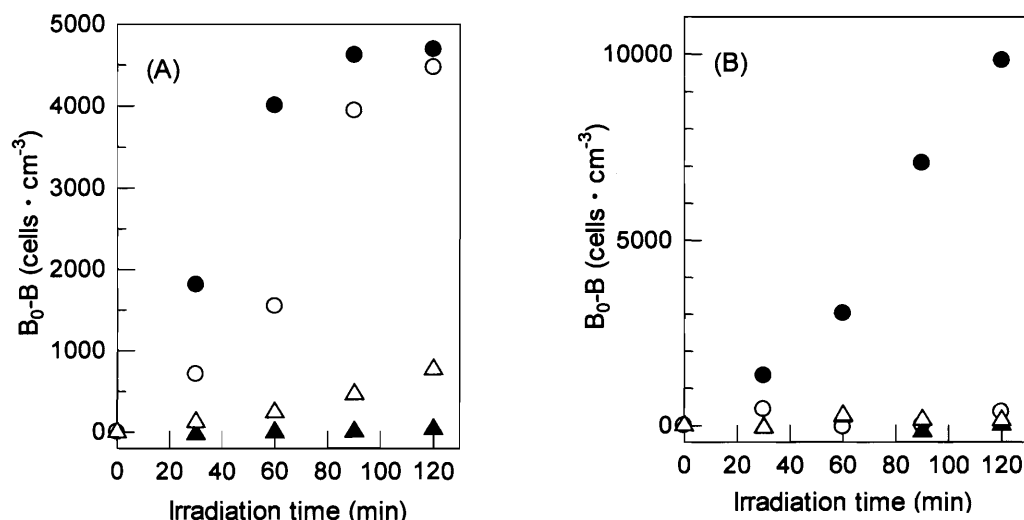 (A)
B₀-B (cells・cm⁻³)
5000
4000
3000
2000
1000
0
0 20 40 60 80 100 120
Irradiation time (min)
(B)
B₀-B (cells・cm⁻³)
10000
5000
0
0 20 40 60 80 100 120
Irradiation time (min)